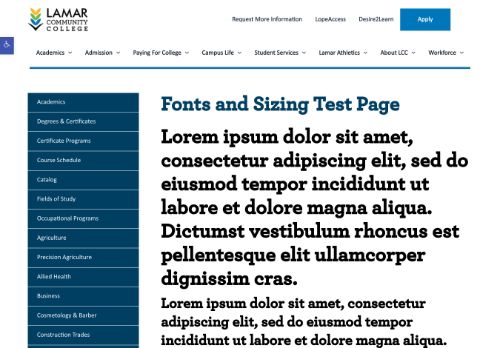 LAMAR
COMMUNITY
COLLEGE
Request More Information LopeAccess Desire2Learn Apply
Academics Admission Paying For College Campus Life Student Services Lamar Athletics About LCC Workforce
Academics
Degrees & Certificates
Certificate Programs
Course Schedule
Catalog
Fields of Study
Occupational Programs
Agriculture
Precision Agriculture
Allied Health
Business
Cosmetology & Barber
Construction Trades
Fonts and Sizing Test Page
Lorem ipsum dolor sit amet,
consectetur adipiscing elit, sed do
eiusmod tempor incididunt ut
labore et dolore magna aliqua.
Dictumst vestibulum rhoncus est
pellentesque elit ullamcorper
dignissim cras.
Lorem ipsum dolor sit amet, consectetur
adipiscing elit, sed do eiusmod tempor
incididunt ut labore et dolore magna aliqua.